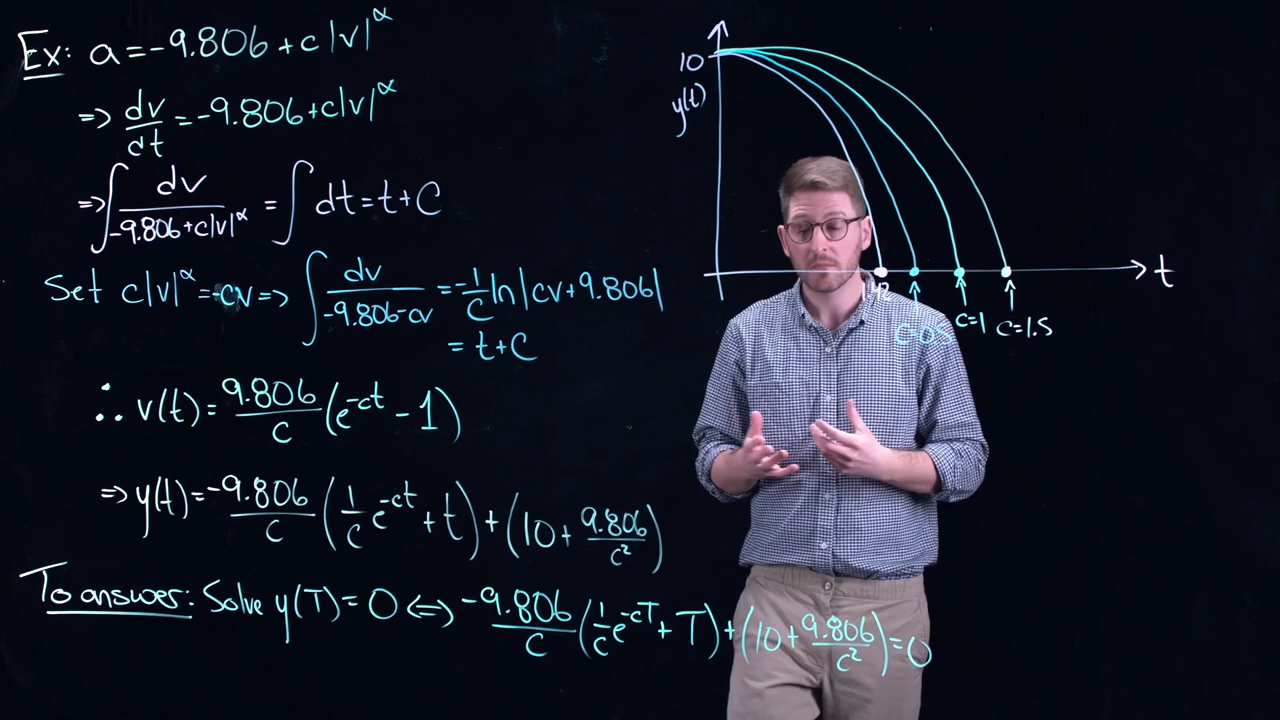 Ex: a = -9.806 + c|v|^α
=> dv/dt = -9.806 + c|v|^α
=> ∫ dv/(-9.806 + c|v|^α) = ∫ dt = t + C
Set c|v|^α = -cv => ∫ dv/(-9.806 - cv) = -1/c ln|cv + 9.806|
= t + C
∴ v(t) = 9.806/c (e^-ct - 1)
=> y(t) = -9.806/c (1/c e^-ct + t) + (10 + 9.806/c²)
To answer: Solve y(T) = 0 <=> -9.806/c (1/c e^-cT + T) + (10 + 9.806/c²) = 0
10
y(t)
t
c=0.5
c=1
c=1.5